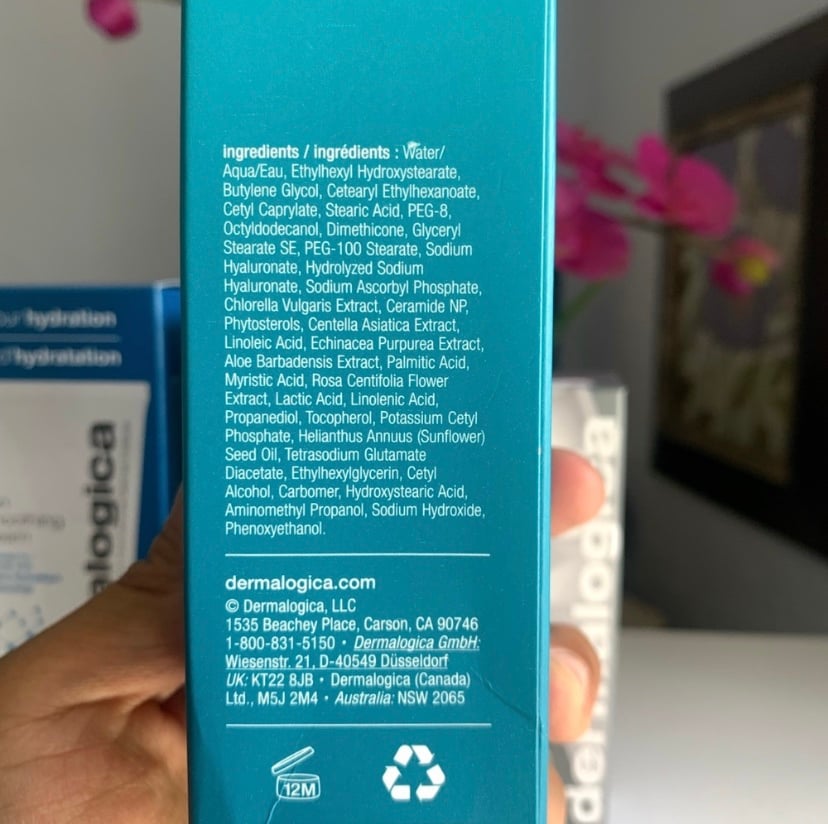 ingredients / ingrédients : Water/
Aqua/Eau, Ethylhexyl Hydroxystearate,
Butylene Glycol, Cetearyl Ethylhexanoate,
Cetyl Caprylate, Stearic Acid, PEG-8,
Octyldodecanol, Dimethicone, Glyceryl
Stearate SE, PEG-100 Stearate, Sodium
Hyaluronate, Hydrolyzed Sodium
Hyaluronate, Sodium Ascorbyl Phosphate,
Chlorella Vulgaris Extract, Ceramide NP,
Phytosterols, Centella Asiatica Extract,
Linoleic Acid, Echinacea Purpurea Extract,
Aloe Barbadensis Extract, Palmitic Acid,
Myristic Acid, Rosa Centifolia Flower
Extract, Lactic Acid, Linolenic Acid,
Propanediol, Tocopherol, Potassium Cetyl
Phosphate, Helianthus Annuus (Sunflower)
Seed Oil, Tetrasodium Glutamate
Diacetate, Ethylhexylglycerin, Cetyl
Alcohol, Carbomer, Hydroxystearic Acid,
Aminomethyl Propanol, Sodium Hydroxide,
Phenoxyethanol.
dermalogica.com
© Dermalogica, LLC
1535 Beachey Place, Carson, CA 90746
1-800-831-5150 • Dermalogica GmbH:
Wiesenstr. 21, D-40549 Düsseldorf
UK: KT22 8JB • Dermalogica (Canada)
Ltd., M5J 2M4 • Australia: NSW 2065
12M
hydration
hydratation
alogica
dermalogica